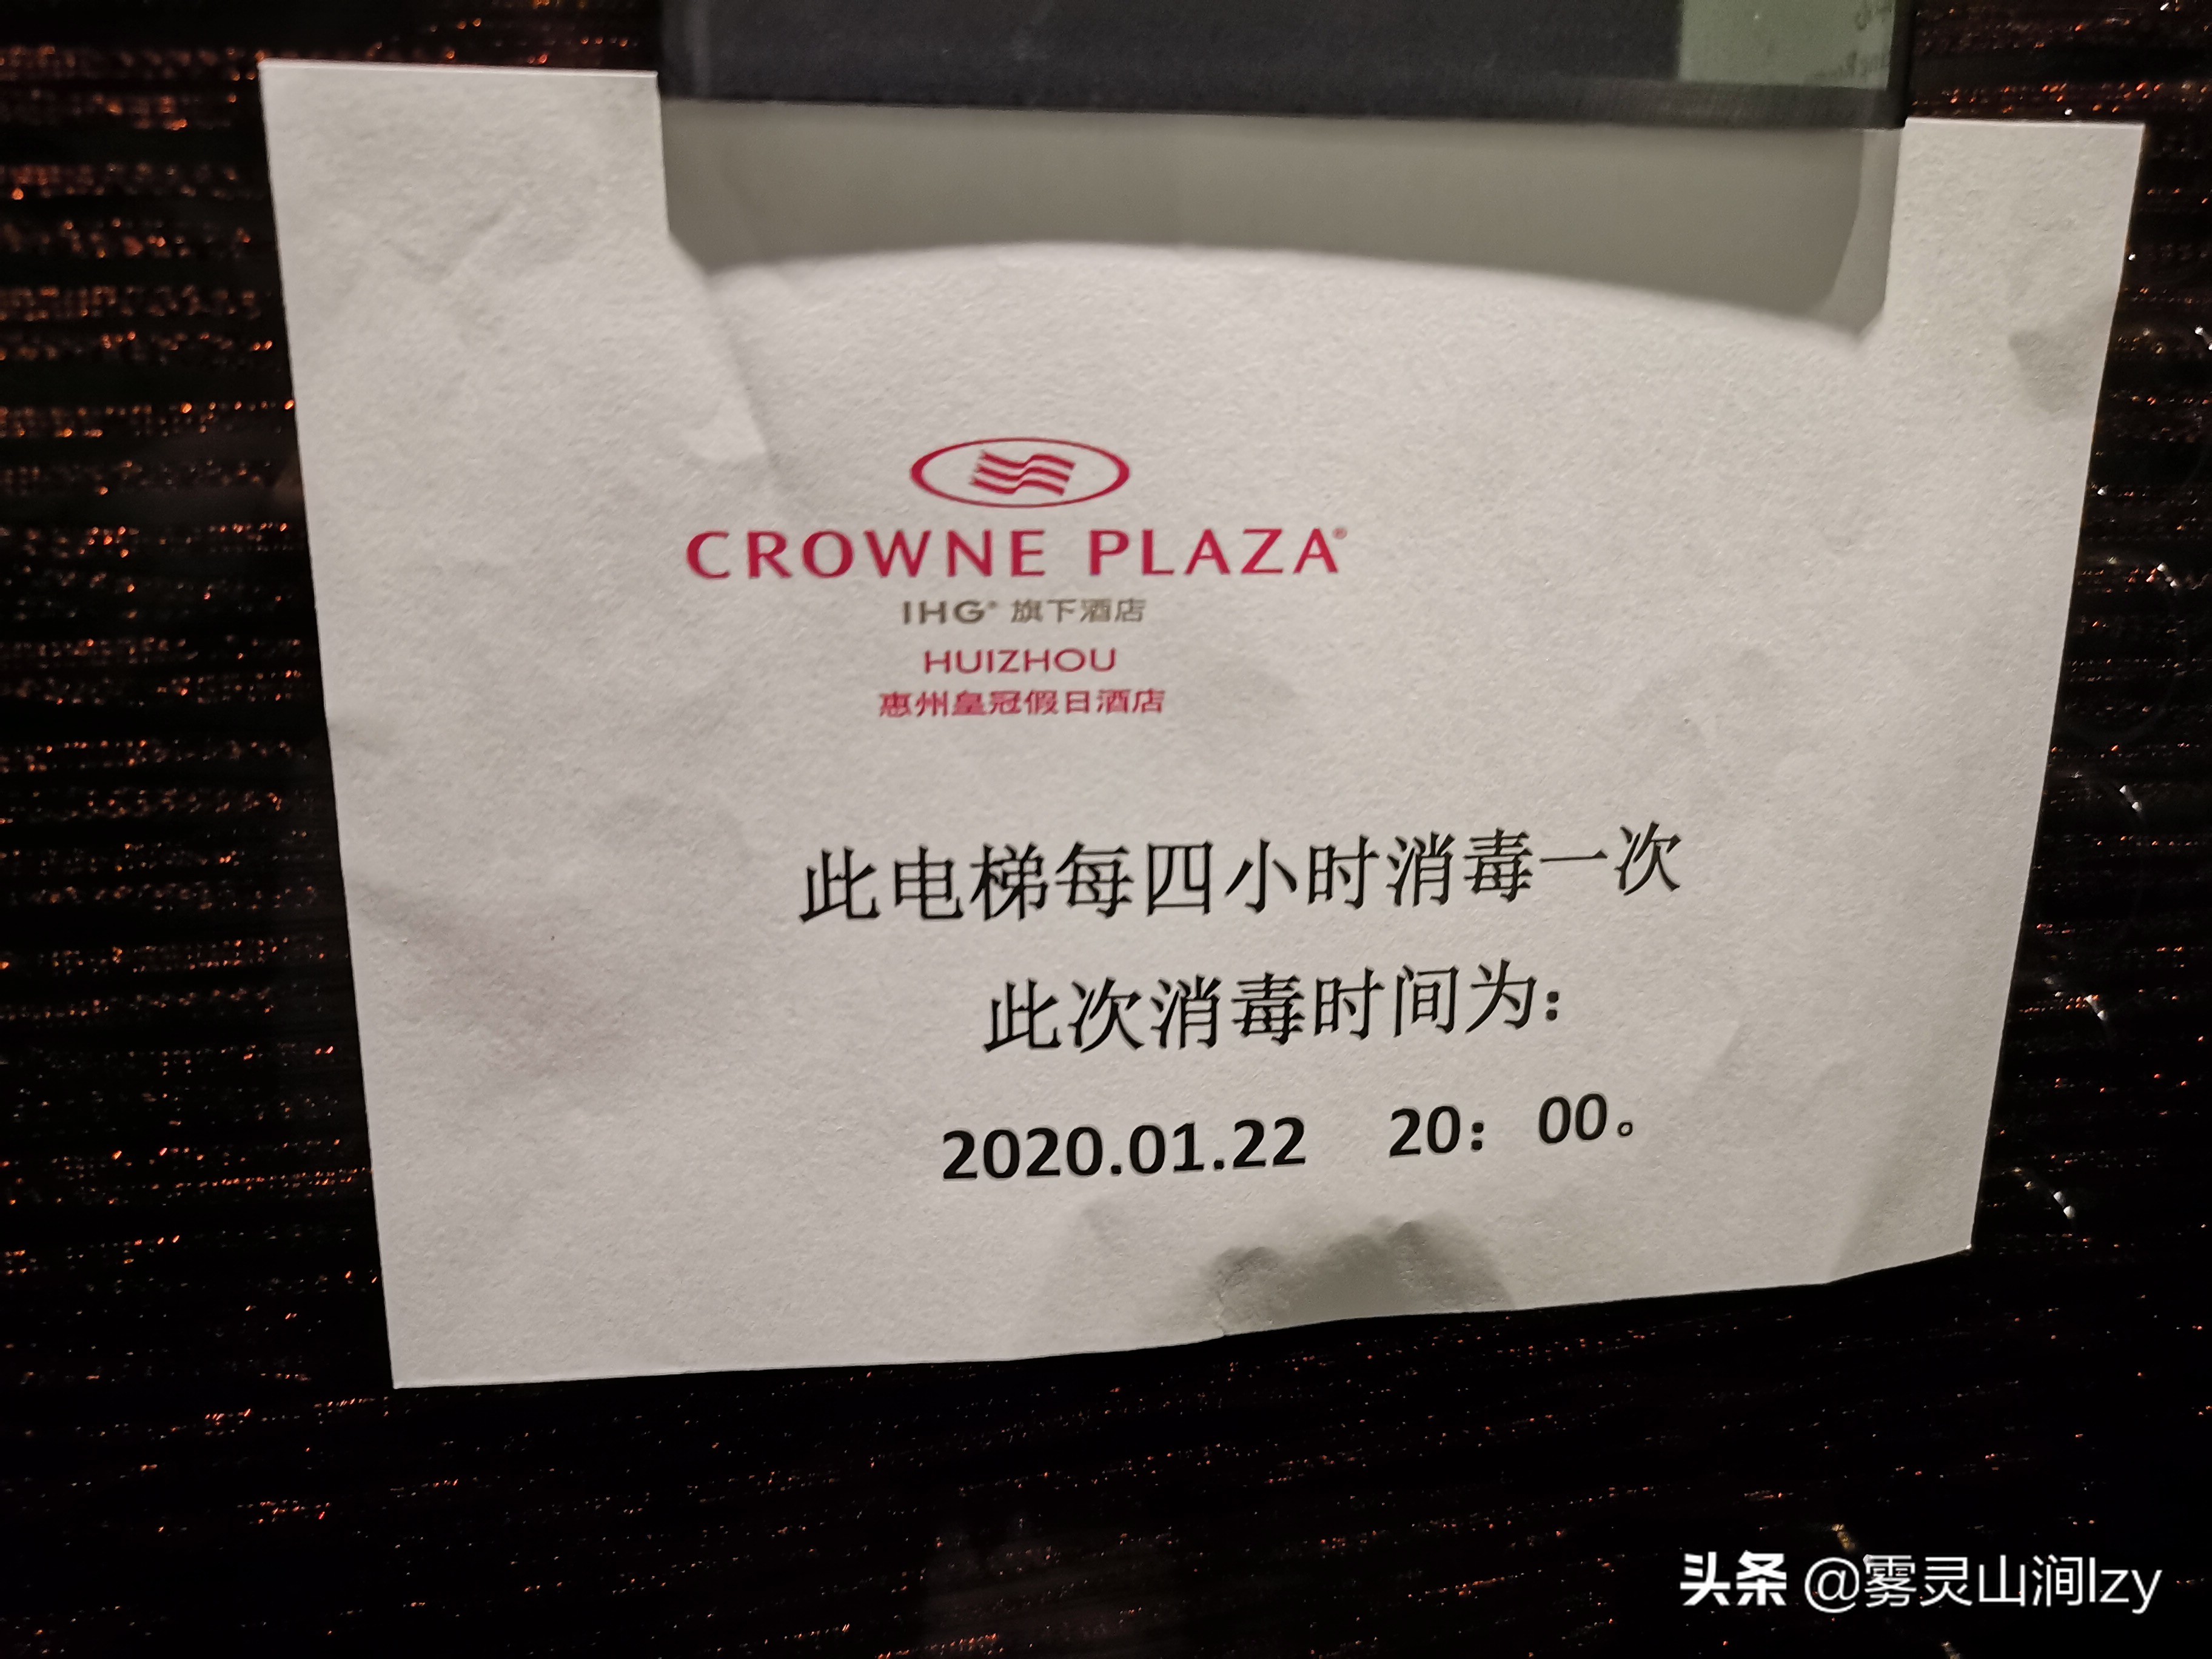 CROWNE PLAZA®
IHG® 旗下酒店
HUIZHOU
惠州皇冠假日酒店
此电梯每四小时消毒一次
此次消毒时间为：
2020.01.22 20： 00。
头条 @雾灵山涧lzy